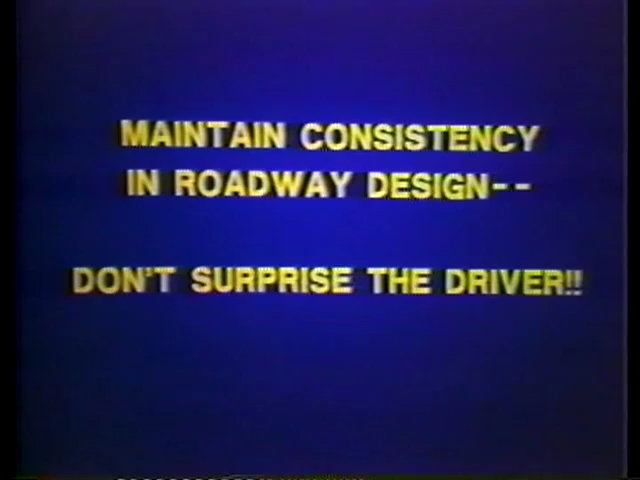 MAINTAIN CONSISTENCY
IN ROADWAY DESIGN--
DON'T SURPRISE THE DRIVER!!